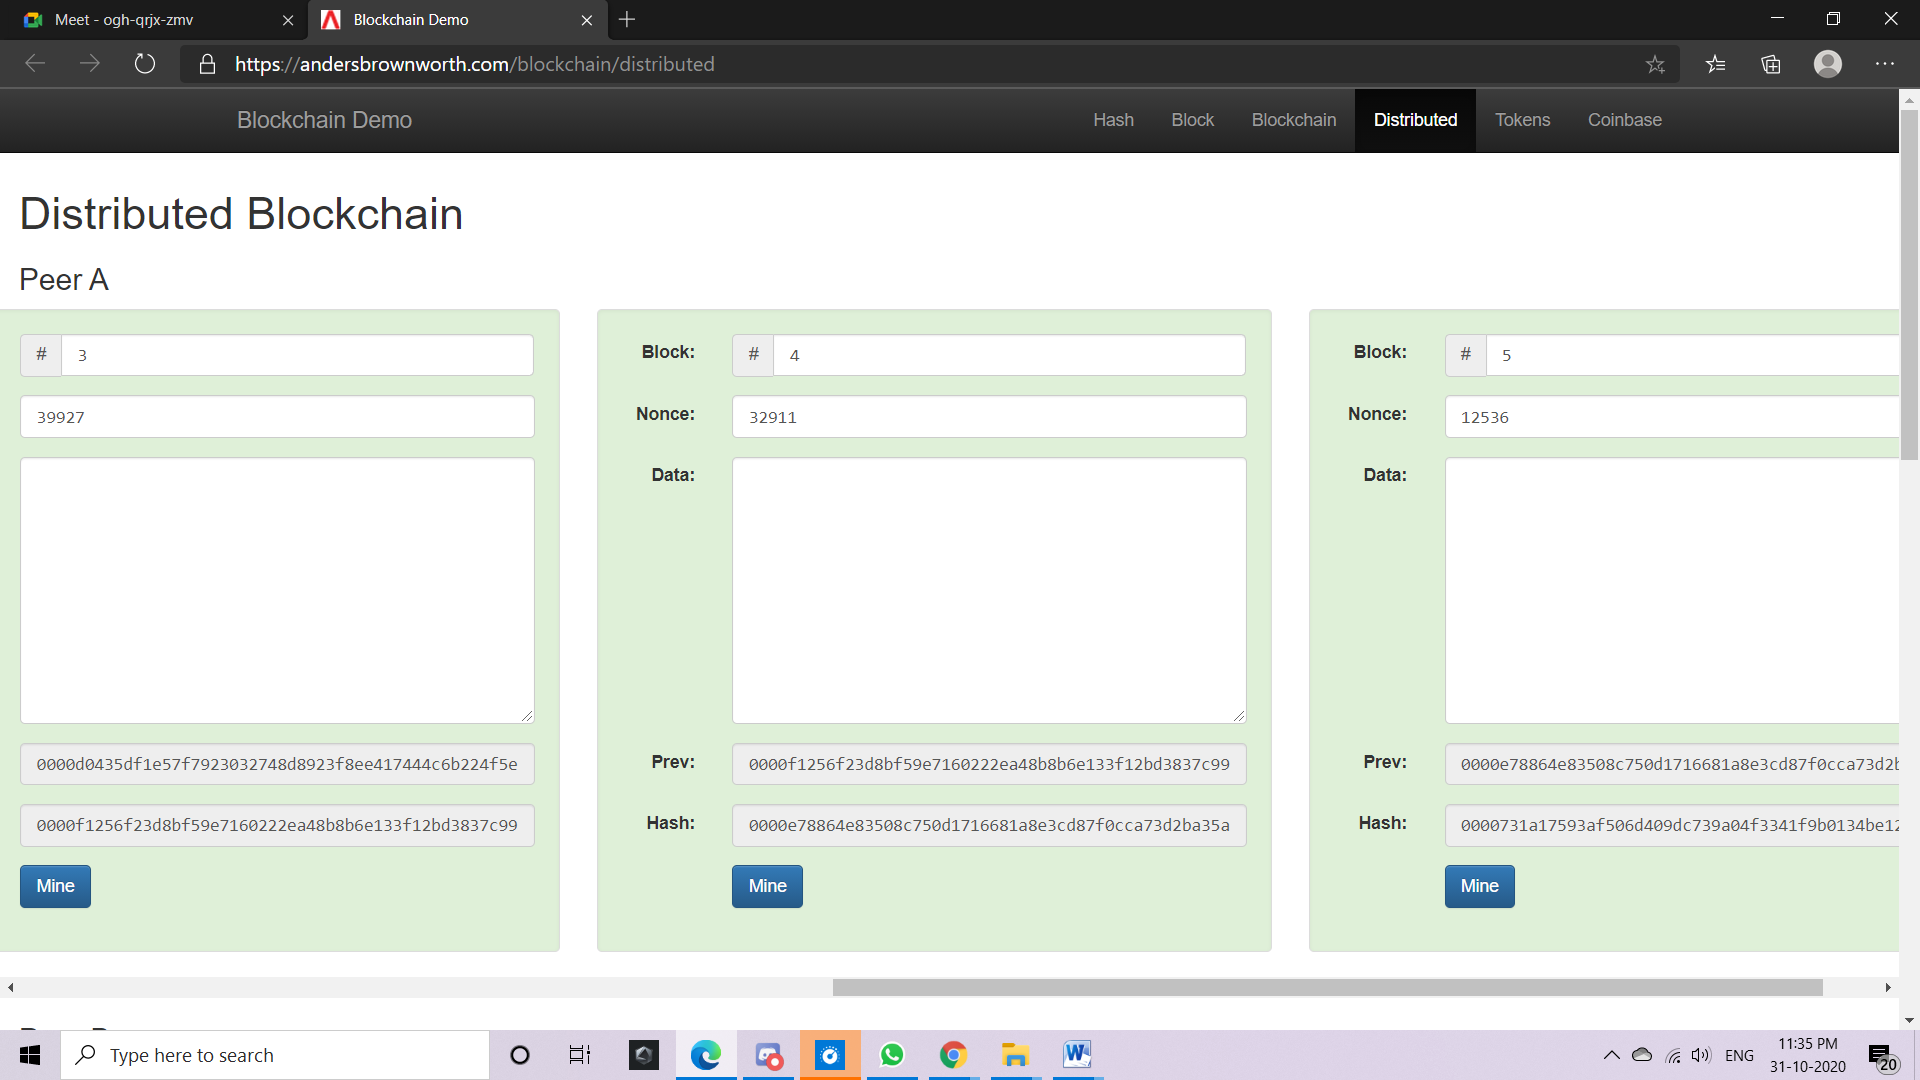 Meet - ogh-qrjx-zmv
Blockchain Demo
https://andersbrownworth.com/blockchain/distributed
Blockchain Demo
Hash
Block
Blockchain
Distributed
Tokens
Coinbase
Distributed Blockchain
Peer A
# 3
39927
0000d0435df1e57f7923032748d8923f8ee417444c6b224f5e
0000f1256f23d8bf59e7160222ea48b8b6e133f12bd3837c99
Mine
Block: # 4
Nonce: 32911
Data:
Prev: 0000f1256f23d8bf59e7160222ea48b8b6e133f12bd3837c99
Hash: 0000e78864e83508c750d1716681a8e3cd87f0cca73d2ba35a
Mine
Block: # 5
Nonce: 12536
Data:
Prev: 0000e78864e83508c750d1716681a8e3cd87f0cca73d2b
Hash: 0000731a17593af506d409dc739a04f3341f9b0134be12
Mine
Type here to search
ENG
11:35 PM
31-10-2020
20